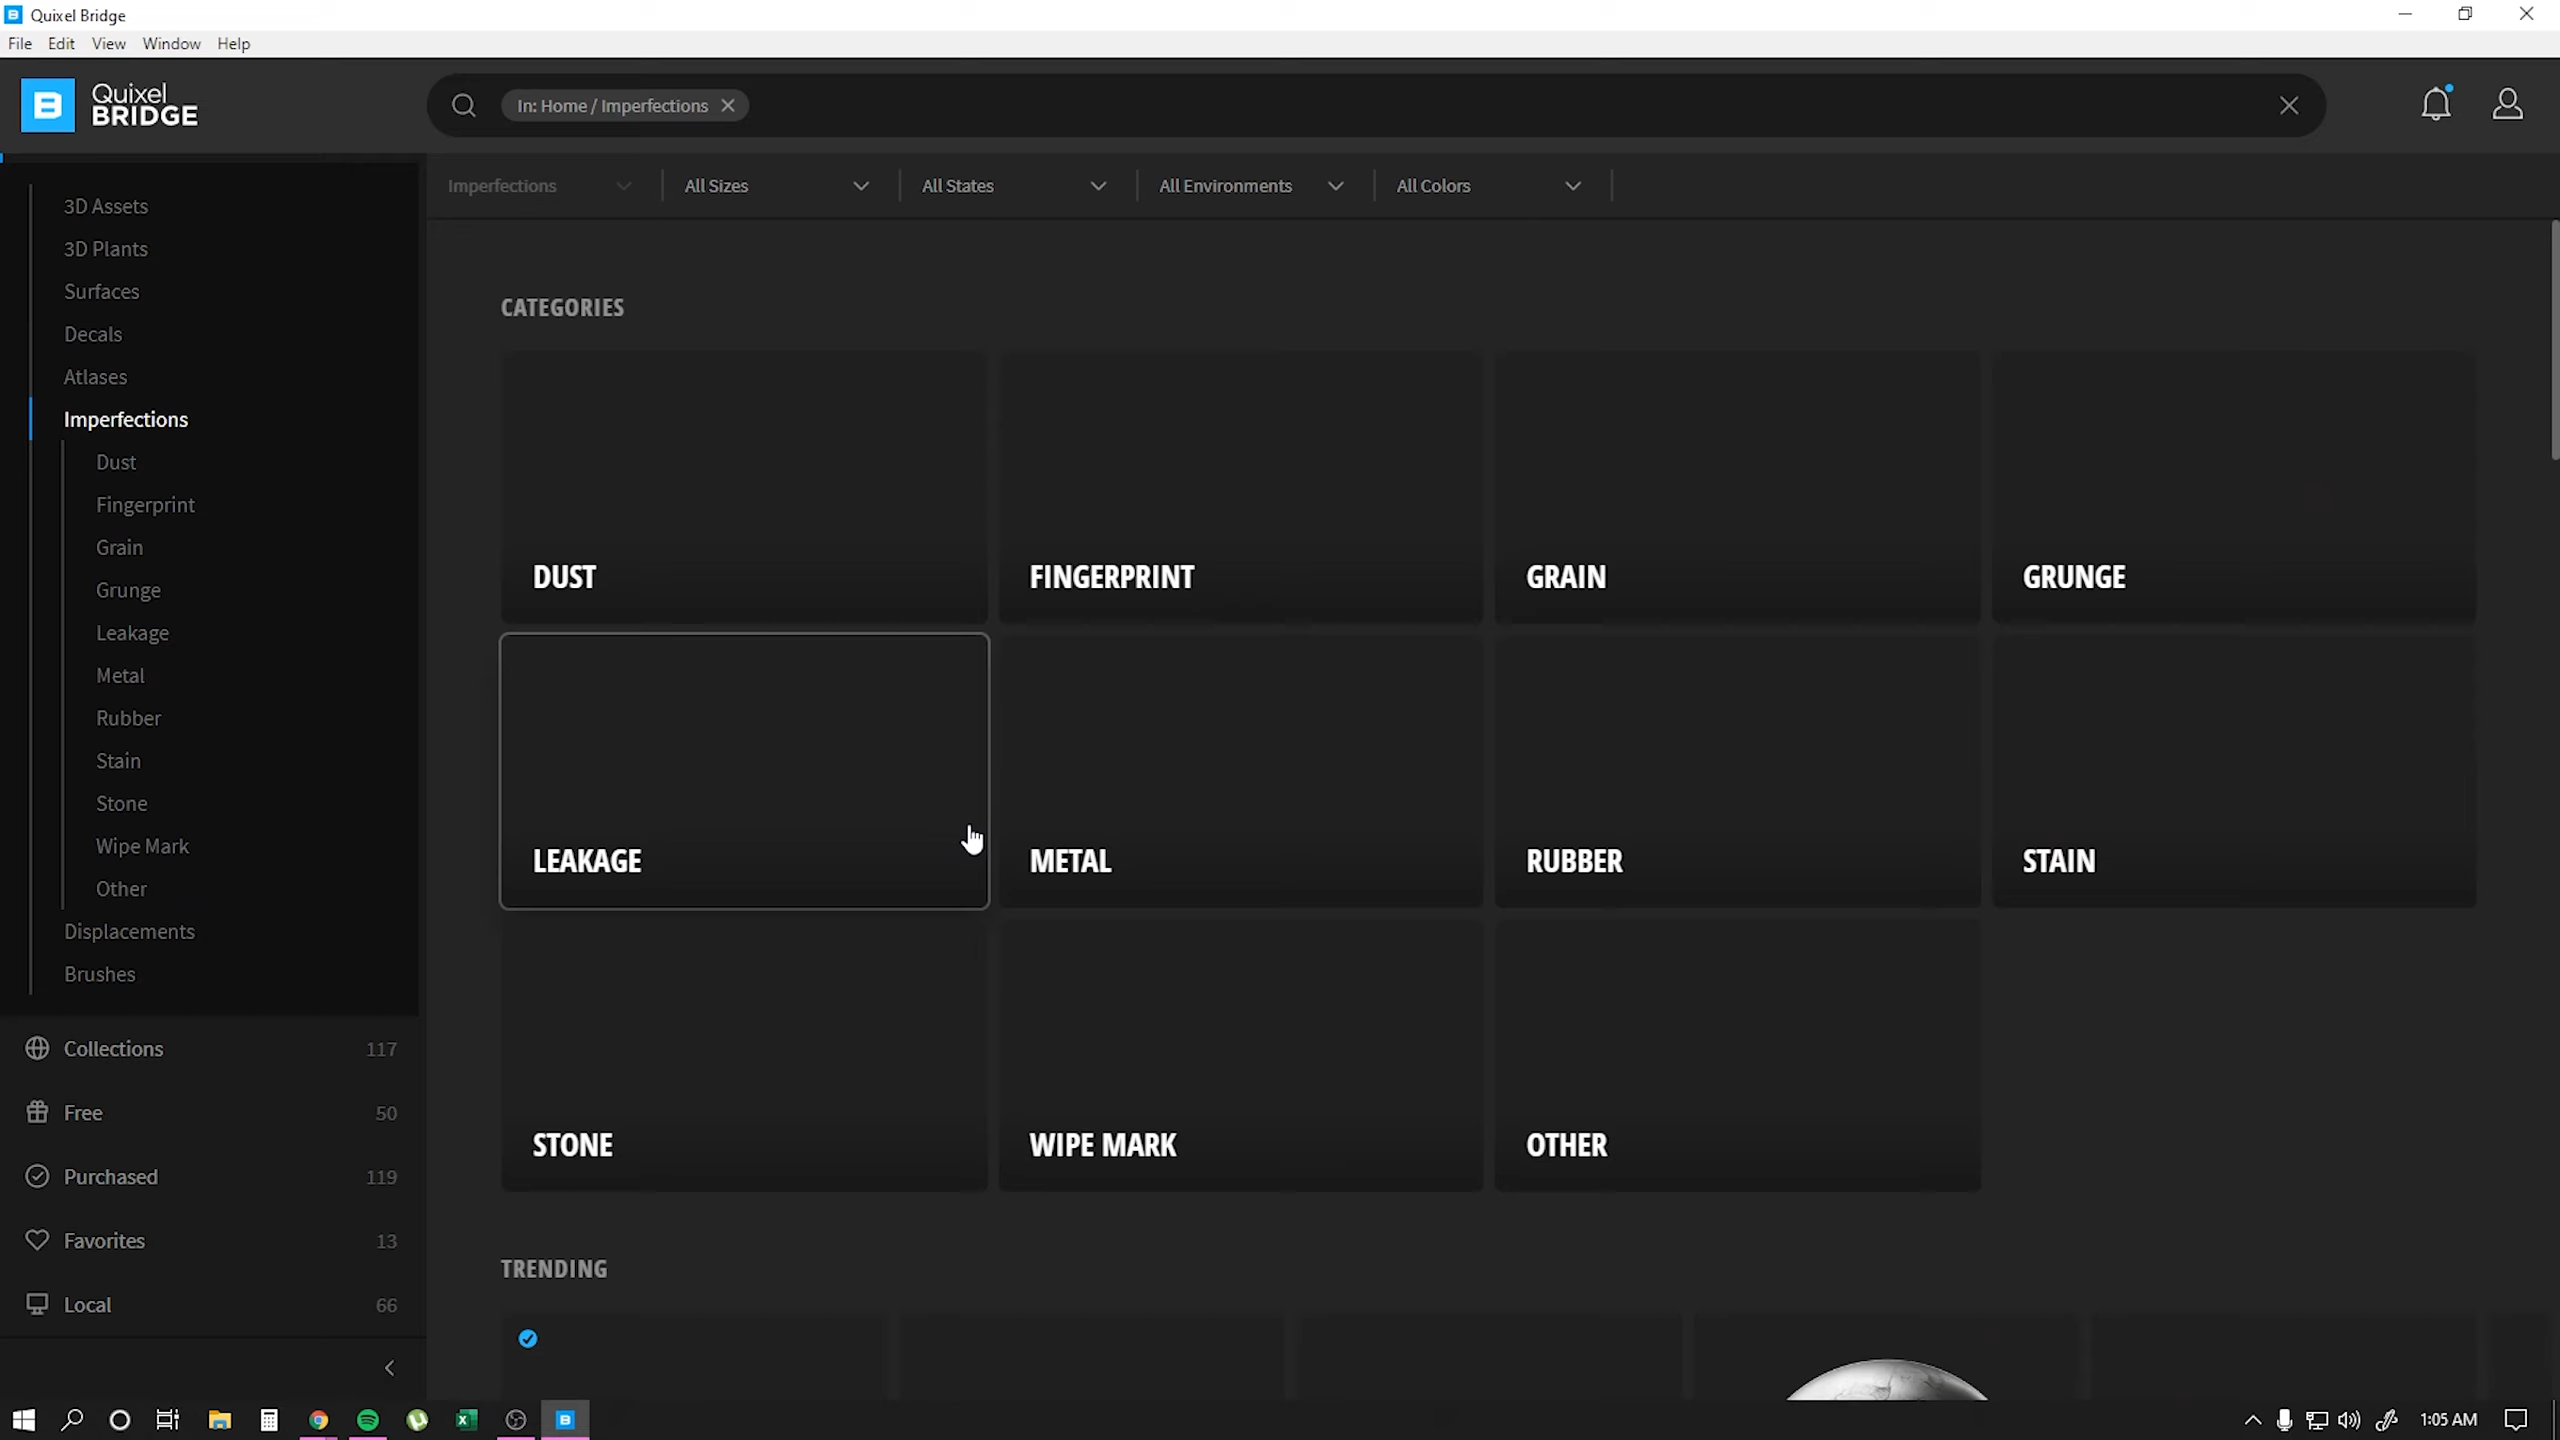 Quixel Bridge
File Edit View Window Help
Quixel
BRIDGE
In: Home / Imperfections
Imperfections
All Sizes
All States
All Environments
All Colors
3D Assets
3D Plants
Surfaces
Decals
Atlases
Imperfections
Dust
Fingerprint
Grain
Grunge
Leakage
Metal
Rubber
Stain
Stone
Wipe Mark
Other
Displacements
Brushes
Collections 117
Free 50
Purchased 119
Favorites 13
Local 66
CATEGORIES
DUST
FINGERPRINT
GRAIN
GRUNGE
LEAKAGE
METAL
RUBBER
STAIN
STONE
WIPE MARK
OTHER
TRENDING
1:05 AM